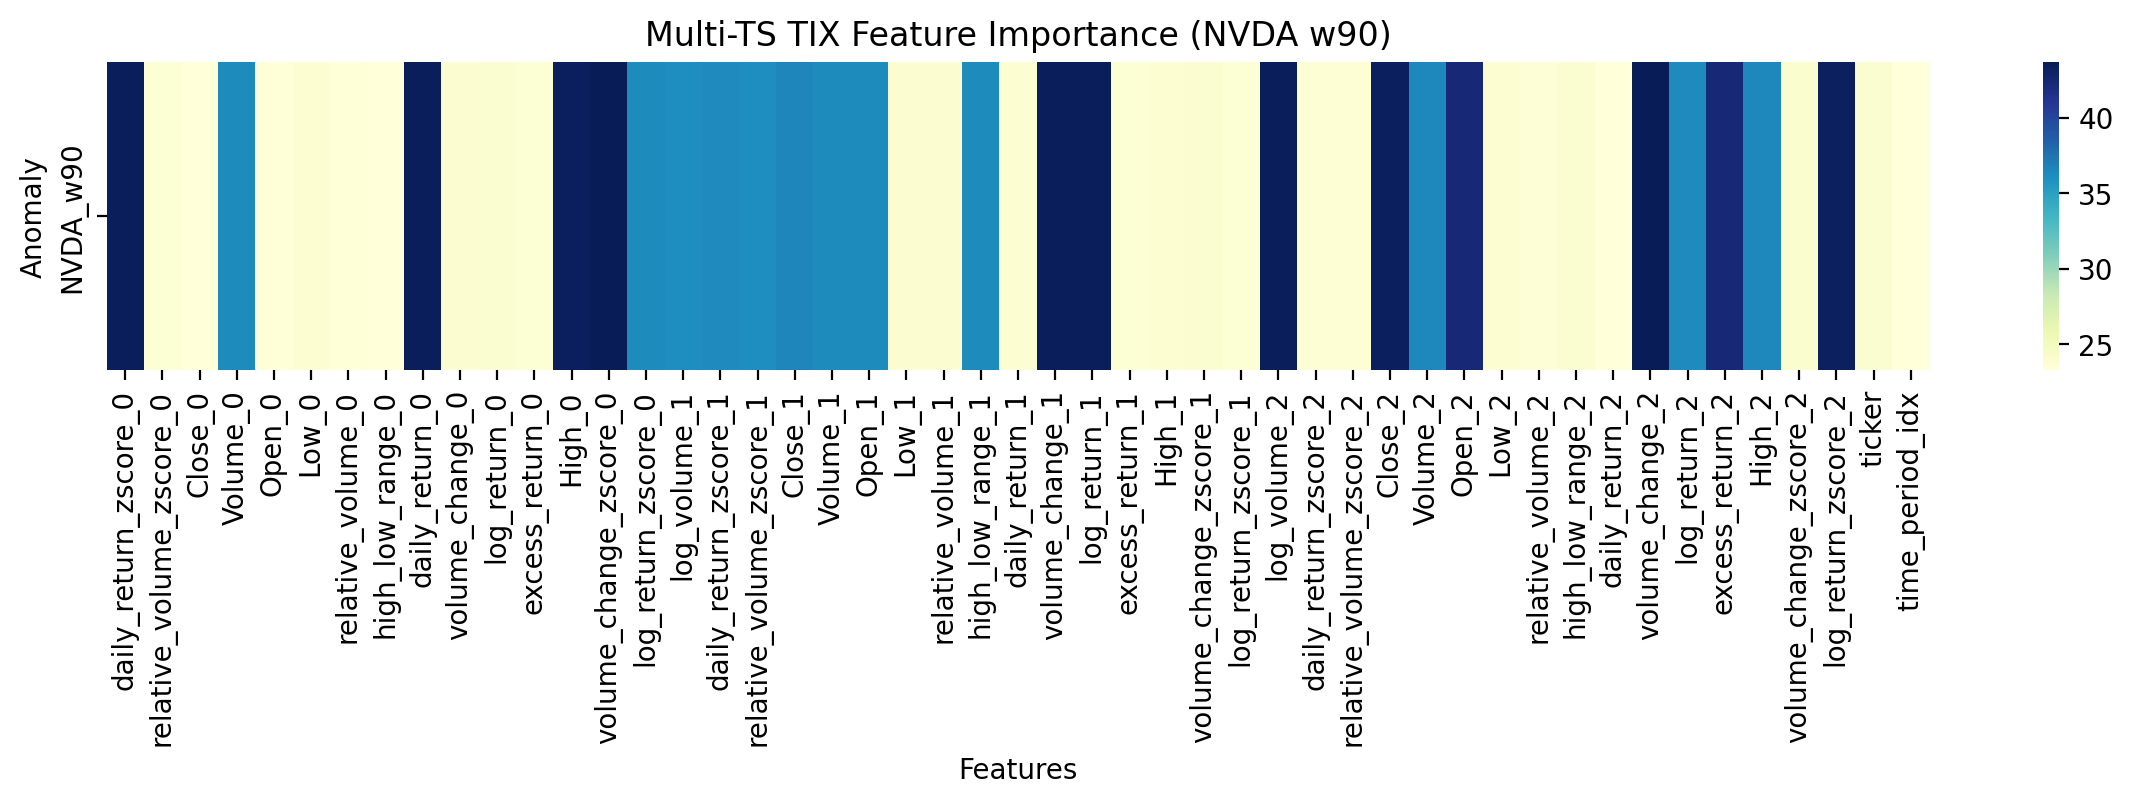 Multi-TS TIX Feature Importance (NVDA w90)
Anomaly
NVDA_w90
40
35
30
25
daily_return_zscore_0
relative_volume_zscore_0
Close_0
Volume_0
Open_0
Low_0
relative_volume_0
high_low_range_0
daily_return_0
volume_change_0
log_return_0
excess_return_0
High_0
volume_change_zscore_0
log_return_zscore_0
log_volume_1
daily_return_zscore_1
relative_volume_zscore_1
Close_1
Volume_1
Open_1
Low_1
relative_volume_1
high_low_range_1
daily_return_1
volume_change_1
log_return_1
excess_return_1
High_1
volume_change_zscore_1
log_return_zscore_1
log_volume_2
daily_return_zscore_2
relative_volume_zscore_2
Close_2
Volume_2
Open_2
Low_2
relative_volume_2
high_low_range_2
daily_return_2
volume_change_2
log_return_2
excess_return_2
High_2
volume_change_zscore_2
log_return_zscore_2
ticker
time_period_idx
Features